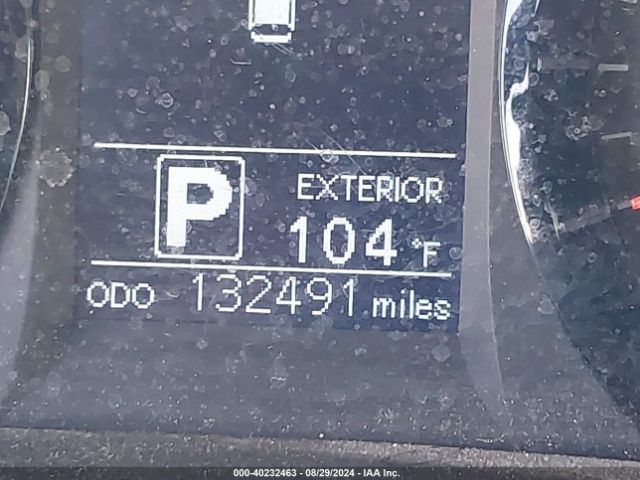 P
EXTERIOR
104 °F
ODO 132491 miles
000-40232463 - 08/29/2024 - IAA Inc.